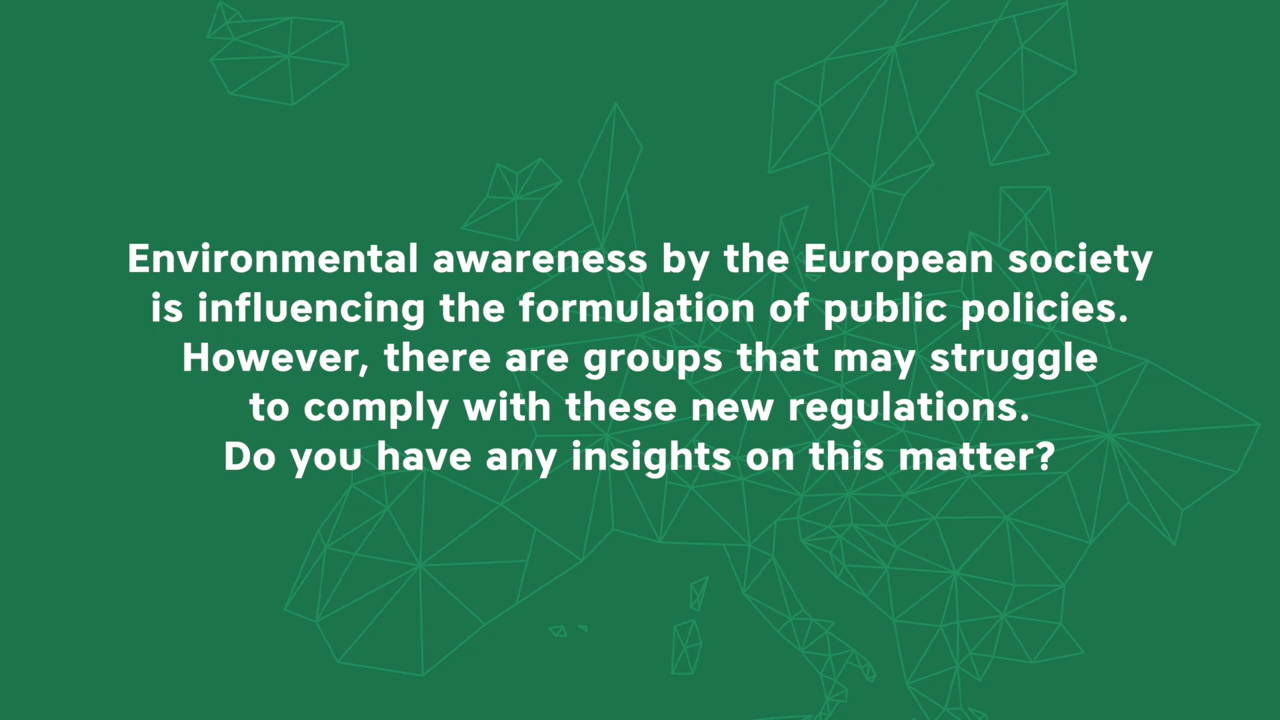 Environmental awareness by the European society
is influencing the formulation of public policies.
However, there are groups that may struggle
to comply with these new regulations.
Do you have any insights on this matter?